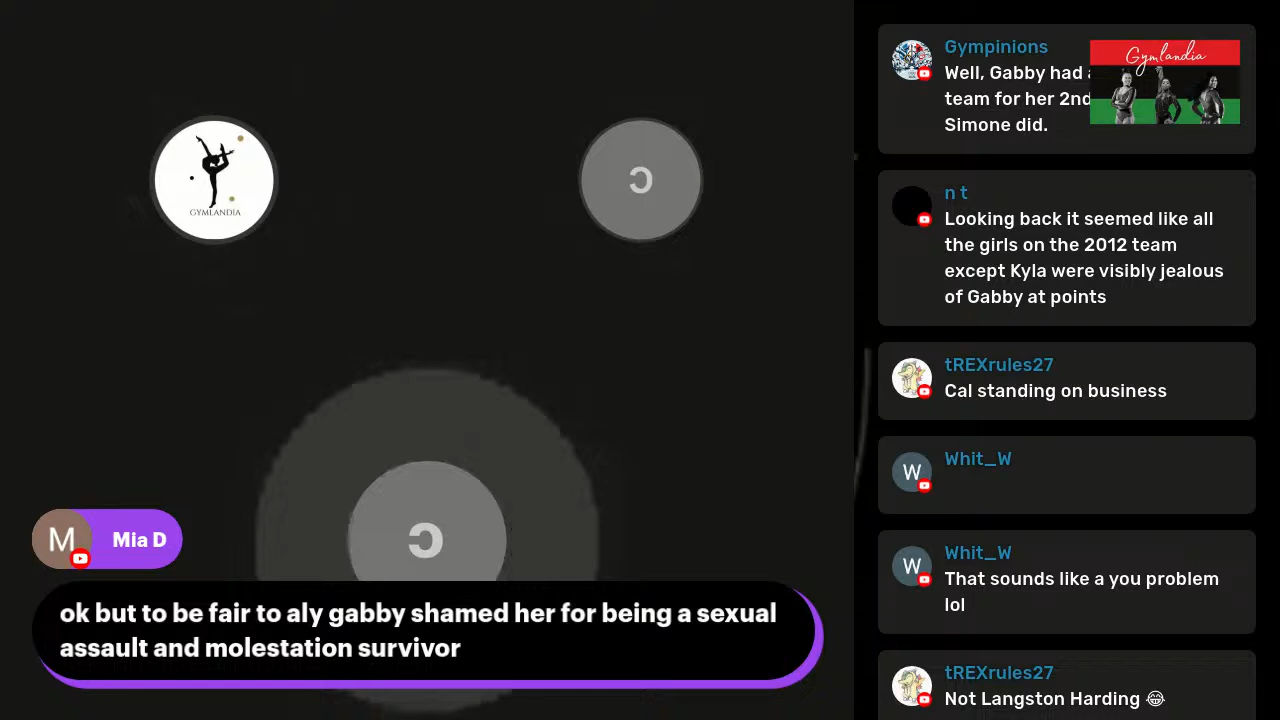 Gympinions
Well, Gabby had
team for her 2nd
Simone did.
Gymlandia
n t
Looking back it seemed like all
the girls on the 2012 team
except Kyla were visibly jealous
of Gabby at points
tREXrules27
Cal standing on business
W
Whit_W
W
Whit_W
That sounds like a you problem
lol
tREXrules27
Not Langston Harding 😂
GYMLANDIA
C
C
M
Mia D
ok but to be fair to aly gabby shamed her for being a sexual
assault and molestation survivor